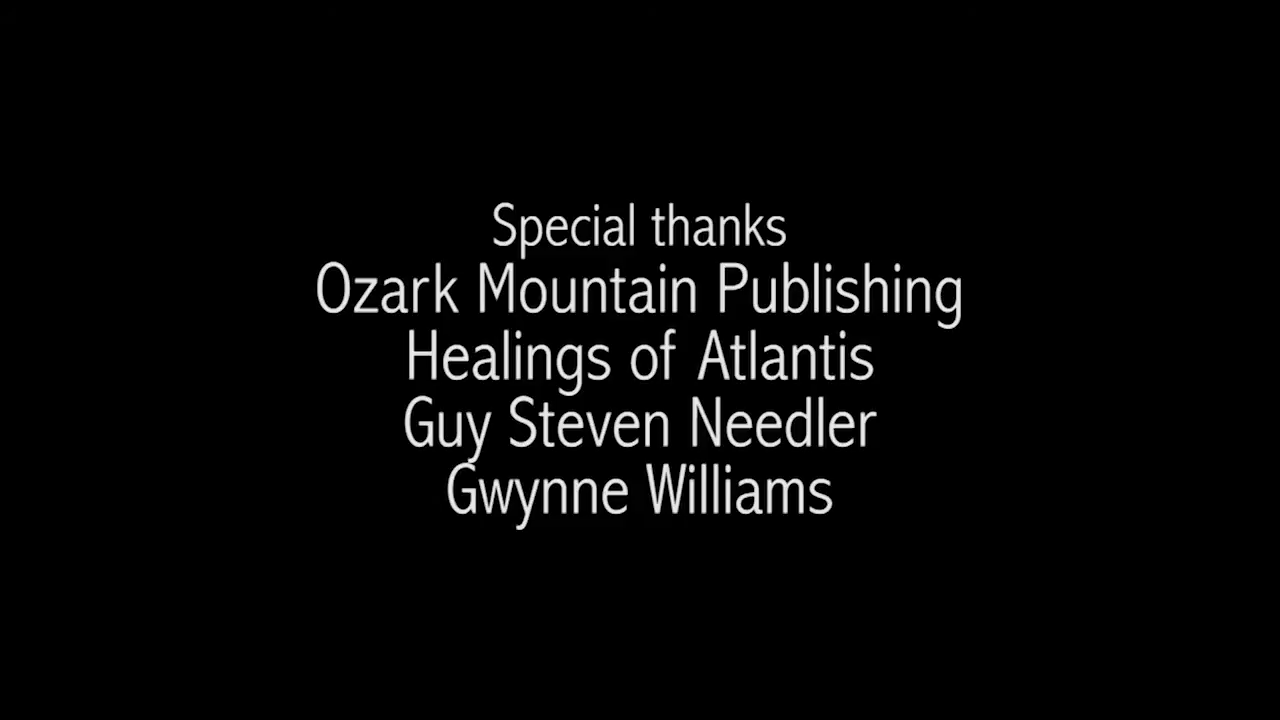 Special thanks
Ozark Mountain Publishing
Healings of Atlantis
Guy Steven Needler
Gwynne Williams